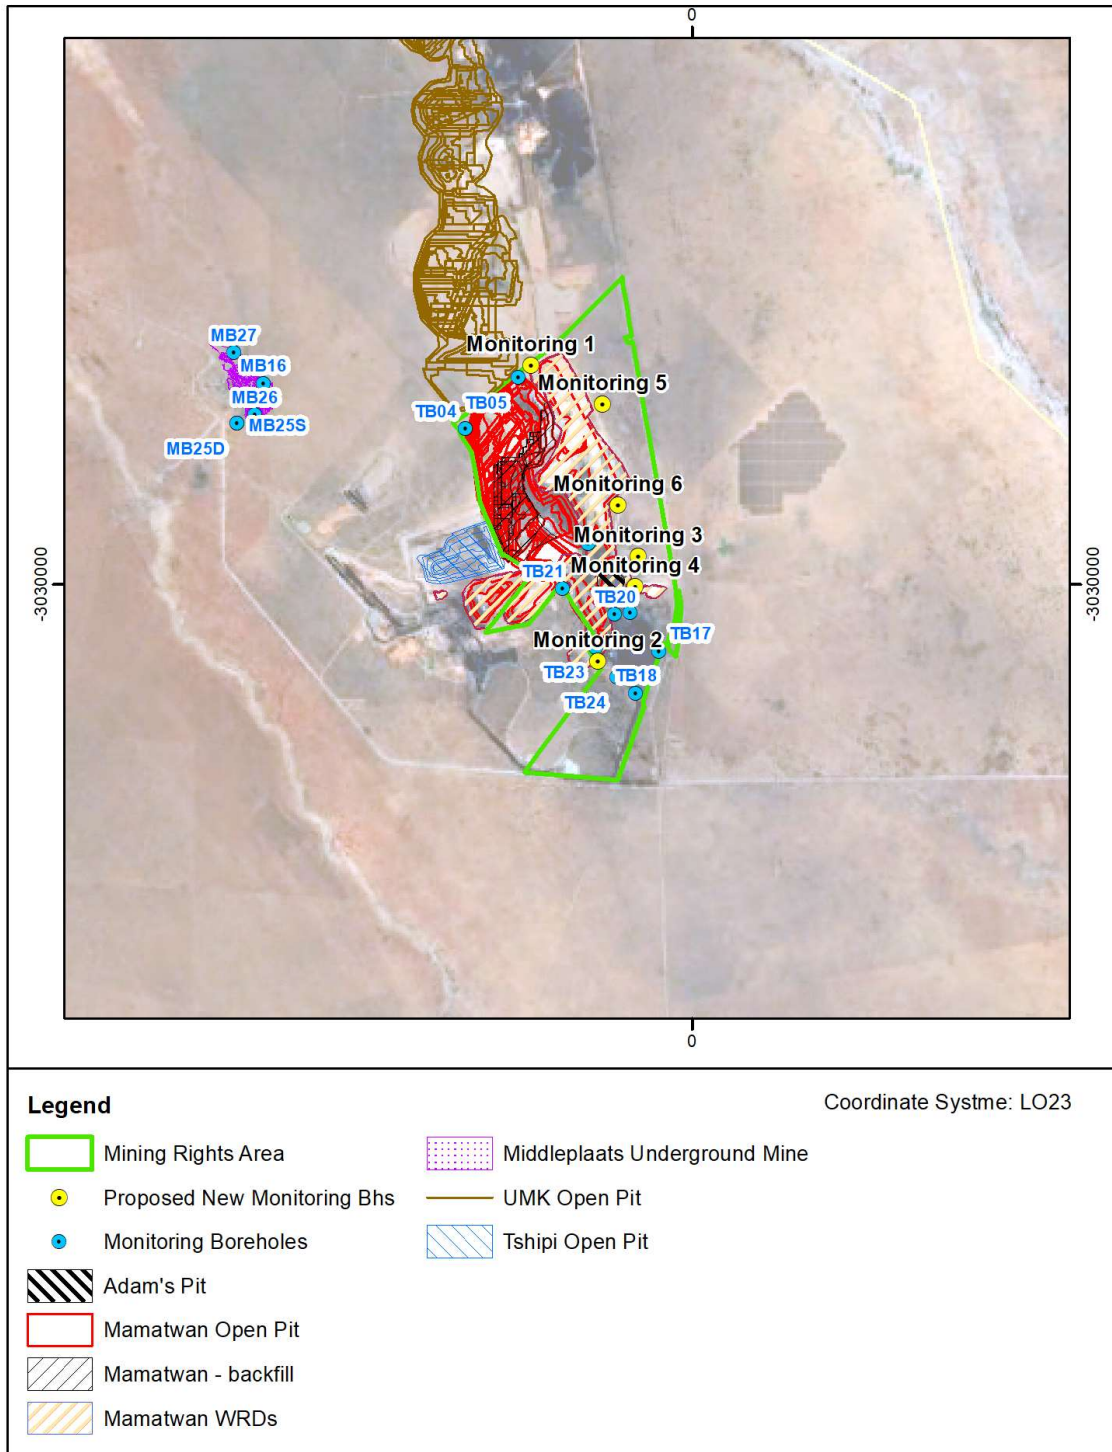 0
MB27
MB16
MB26
MB25S
MB25D
Monitoring 1
Monitoring 5
TB05
TB04
Monitoring 6
Monitoring 3
Monitoring 4
TB21
TB20
Monitoring 2
TB17
TB23
TB18
TB24
-3030000
-3030000
0
Legend
Coordinate Systme: LO23
Mining Rights Area
Proposed New Monitoring Bhs
Monitoring Boreholes
Adam's Pit
Mamatwan Open Pit
Mamatwan - backfill
Mamatwan WRDs
Middleplaats Underground Mine
UMK Open Pit
Tshipi Open Pit